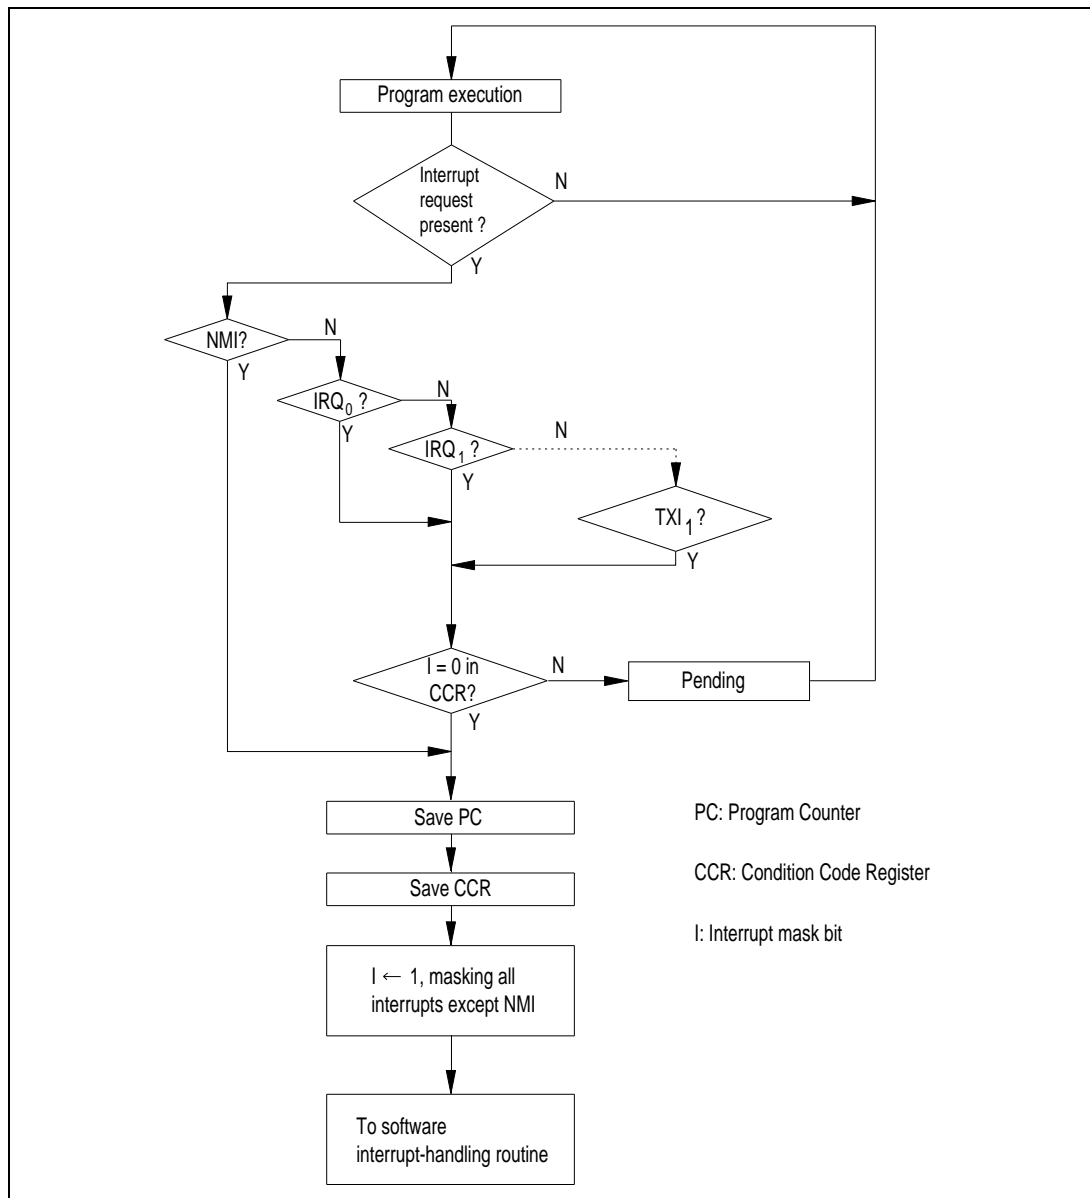 Program execution
Interrupt
request
present ?
N
Y
NMI?
N
Y
IRQ0 ?
N
Y
IRQ1 ?
N
Y
TXI1 ?
Y
I = 0 in
CCR?
N
Y
Pending
Save PC
PC: Program Counter
Save CCR
CCR: Condition Code Register
I: Interrupt mask bit
I ← 1, masking all
interrupts except NMI
To software
interrupt-handling routine